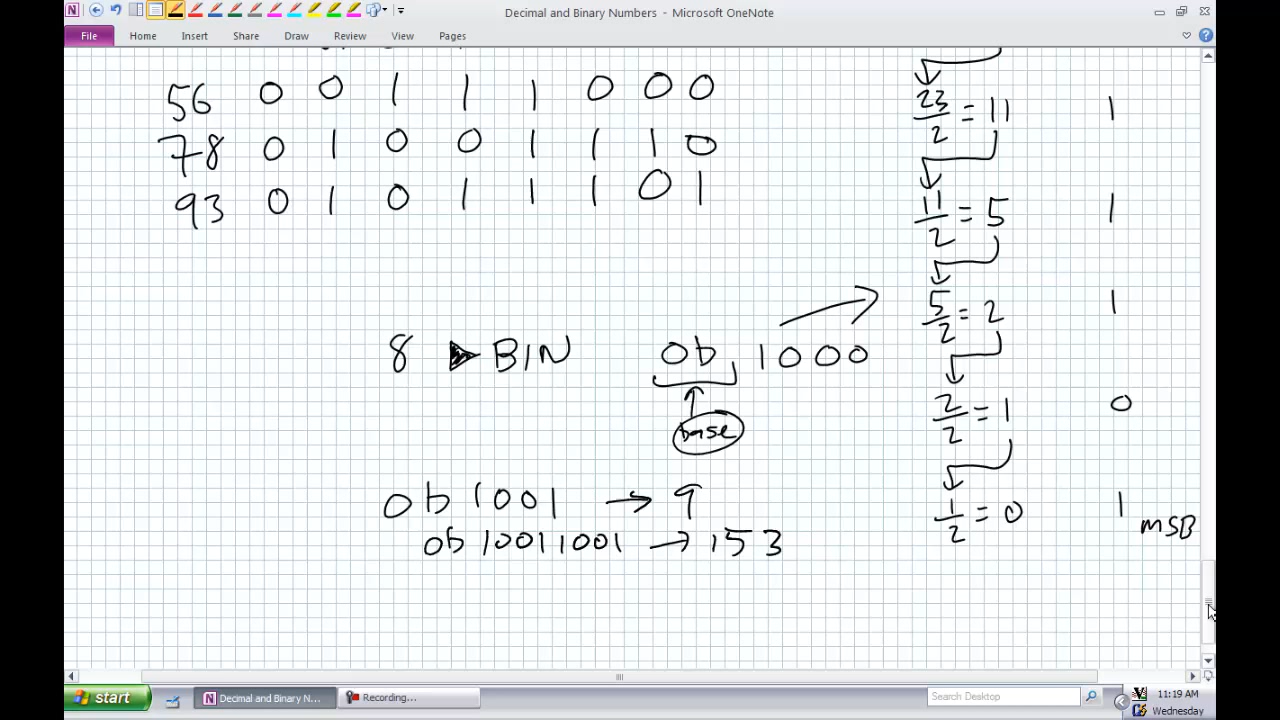 Decimal and Binary Numbers - Microsoft OneNote
File Home Insert Share Draw View Pages
56 0 0 1 1 1 0 0 0
78 0 1 0 0 1 1 1 0
93 0 1 0 1 1 1 0 1
8 ▶ BIN 0b 1000
base
0b 1001 → 9
0b 10011001 → 153
23/2 = 11 1
11/2 = 5 1
5/2 = 2 1
2/2 = 1 0
1/2 = 0 1
MSB
start
Decimal and Binary N...
Recording...
Search Desktop
11:19 AM
Wednesday